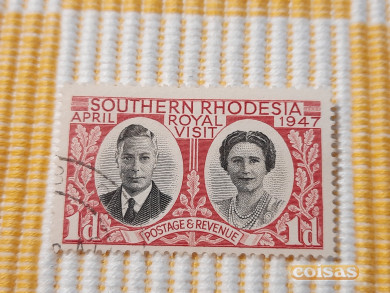 SOUTHERN RHODESIA
APRIL ROYAL 1947
VISIT
1d POSTAGE & REVENUE 1d
coisas